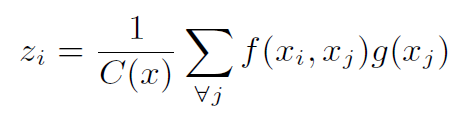 z_i = \frac{1}{C(x)} \sum_{\forall j} f(x_i, x_j) g(x_j)